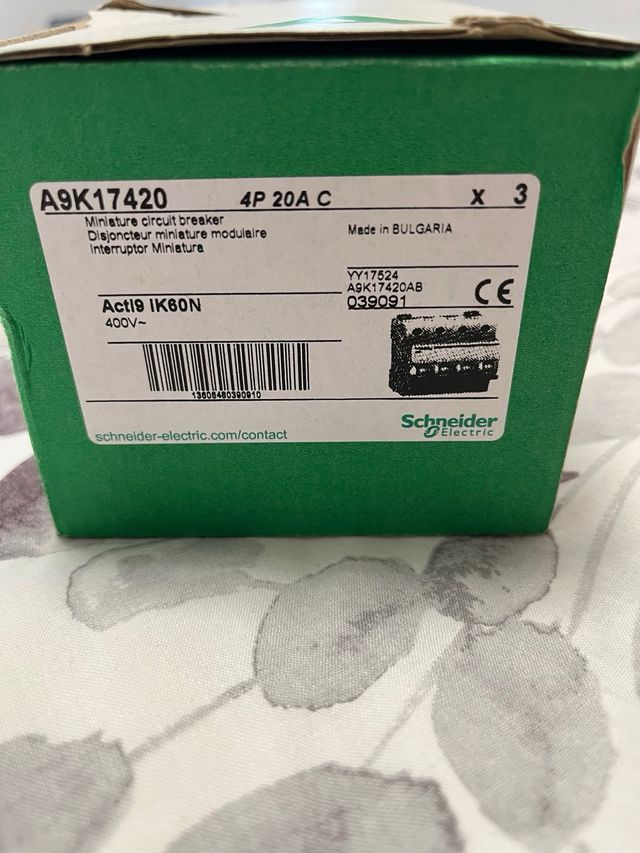 A9K17420 4P 20A C x 3
Miniature circuit breaker
Disjoncteur miniature modulaire
Interruptor Miniatura
Made in BULGARIA
YY17524
A9K17420AB
039091
CE
Acti9 iK60N
400V~
13606480390910
schneider-electric.com/contact
Schneider
Electric